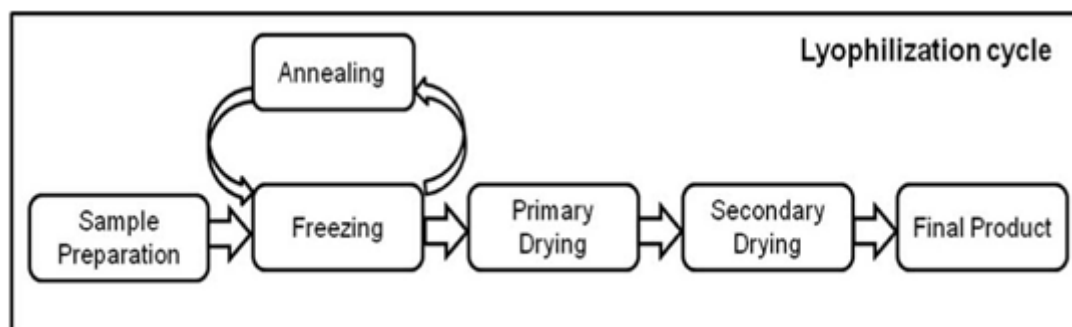 Lyophilization cycle
Annealing
Sample
Preparation
Freezing
Primary
Drying
Secondary
Drying
Final Product